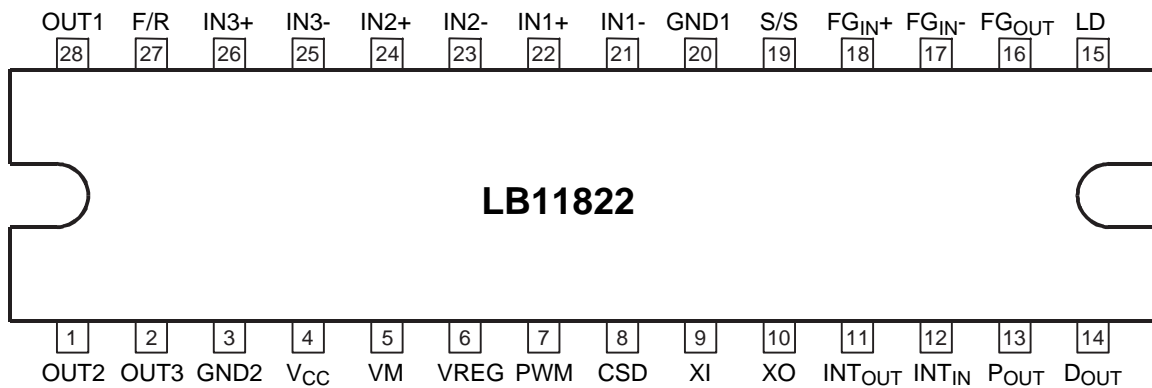 OUT1 F/R IN3+ IN3- IN2+ IN2- IN1+ IN1- GND1 S/S FGIN+ FGIN- FGOUT LD
28 27 26 25 24 23 22 21 20 19 18 17 16 15
LB11822
1 2 3 4 5 6 7 8 9 10 11 12 13 14
OUT2 OUT3 GND2 VCC VM VREG PWM CSD XI XO INTOUT INTIN POUT DOUT